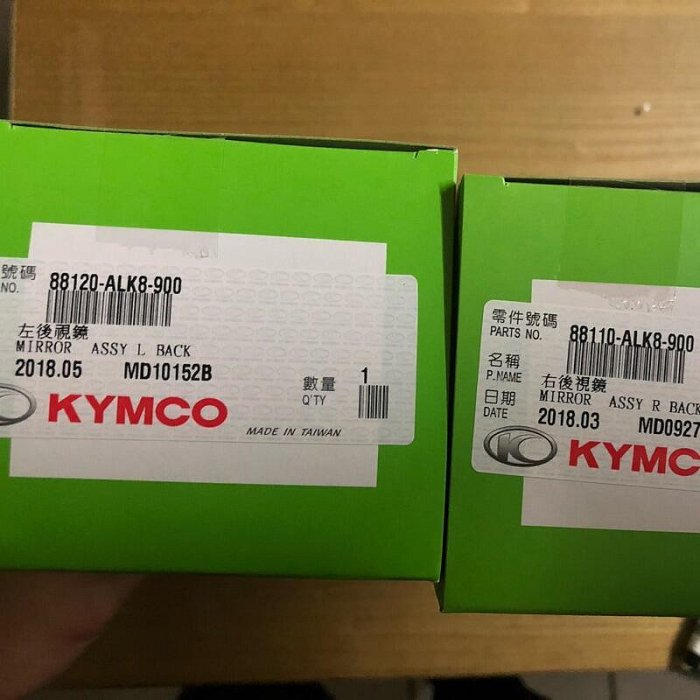 號碼
NO.
88120-ALK8-900
左後視鏡
MIRROR ASSY L BACK
2018.05 MD10152B
數量 1
Q'TY
KYMCO
MADE IN TAIWAN
零件號碼
PARTS NO.
88110-ALK8-900
名稱
P.NAME
右後視鏡
MIRROR ASSY R BACK
日期
DATE
2018.03 MD0927
KYMC